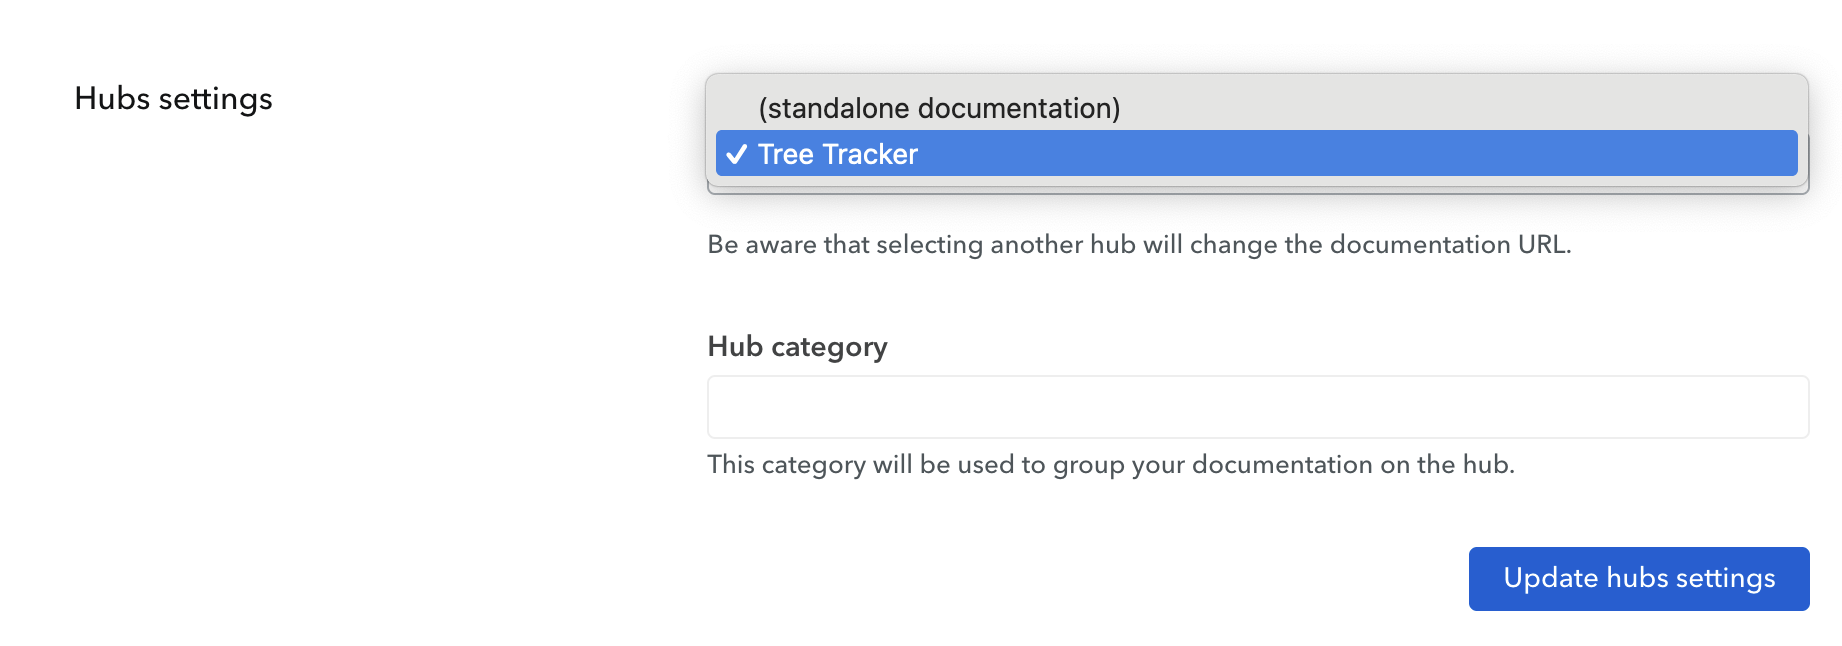 Hubs settings
(standalone documentation)
✓ Tree Tracker
Be aware that selecting another hub will change the documentation URL.
Hub category
This category will be used to group your documentation on the hub.
Update hubs settings